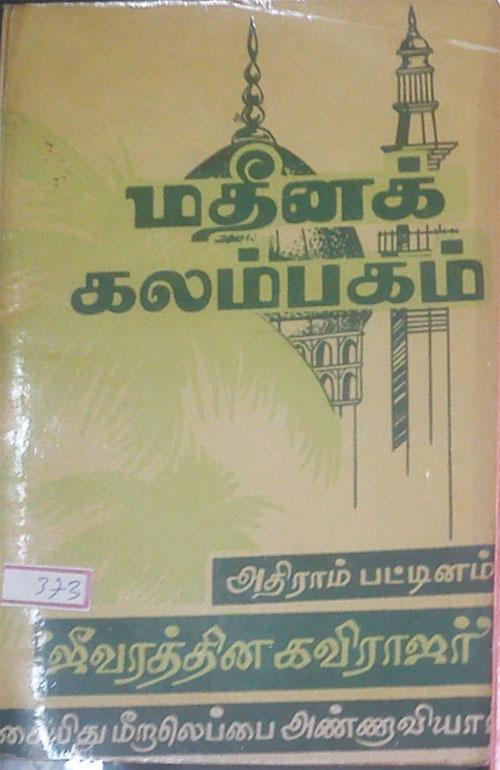 மதீனக்
கலம்பகம்
அதிராம் பட்டினம்
373
'ஜீவரத்தின கவிராஜர்'
மீறலெப்பை அண்ணாவியா